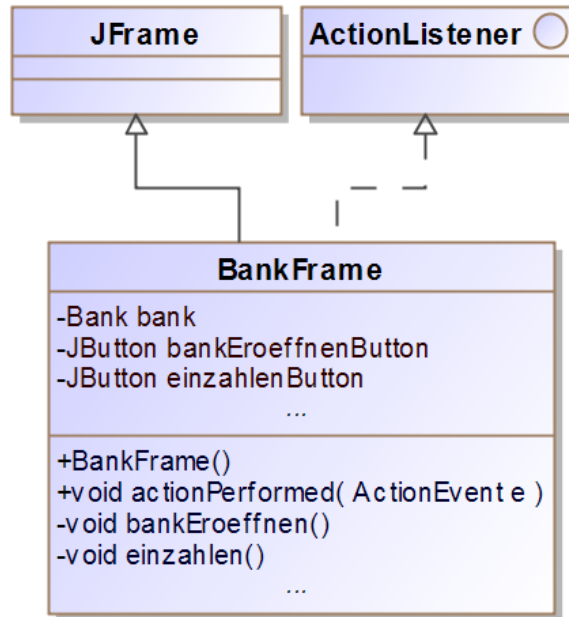 JFrame
ActionListener
BankFrame
-Bank bank
-JButton bankEroeffnenButton
-JButton einzahlenButton
...
+BankFrame()
+void actionPerformed( ActionEvent e )
-void bankEroeffnen()
-void einzahlen()
...